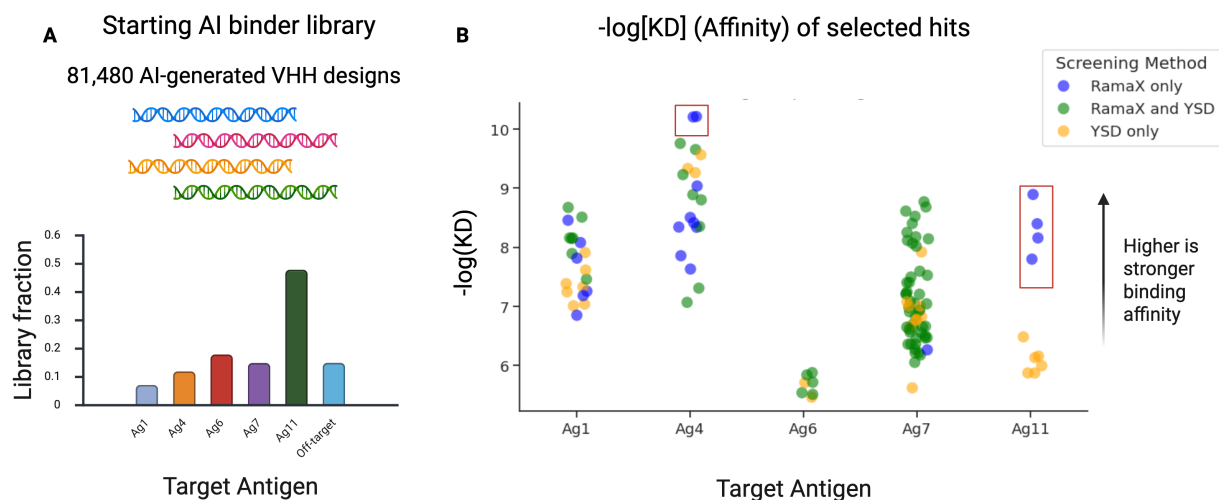 A
Starting AI binder library
81,480 AI-generated VHH designs
Library fraction
0.6
0.5
0.4
0.3
0.2
0.1
0
Ag1
Ag4
Ag6
Ag7
Ag11
Off-target
Target Antigen
B
-log[KD] (Affinity) of selected hits
Screening Method
RamaX only
RamaX and YSD
YSD only
-log(KD)
10
9
8
7
6
Ag1
Ag4
Ag6
Ag7
Ag11
Target Antigen
Higher is
stronger
binding
affinity